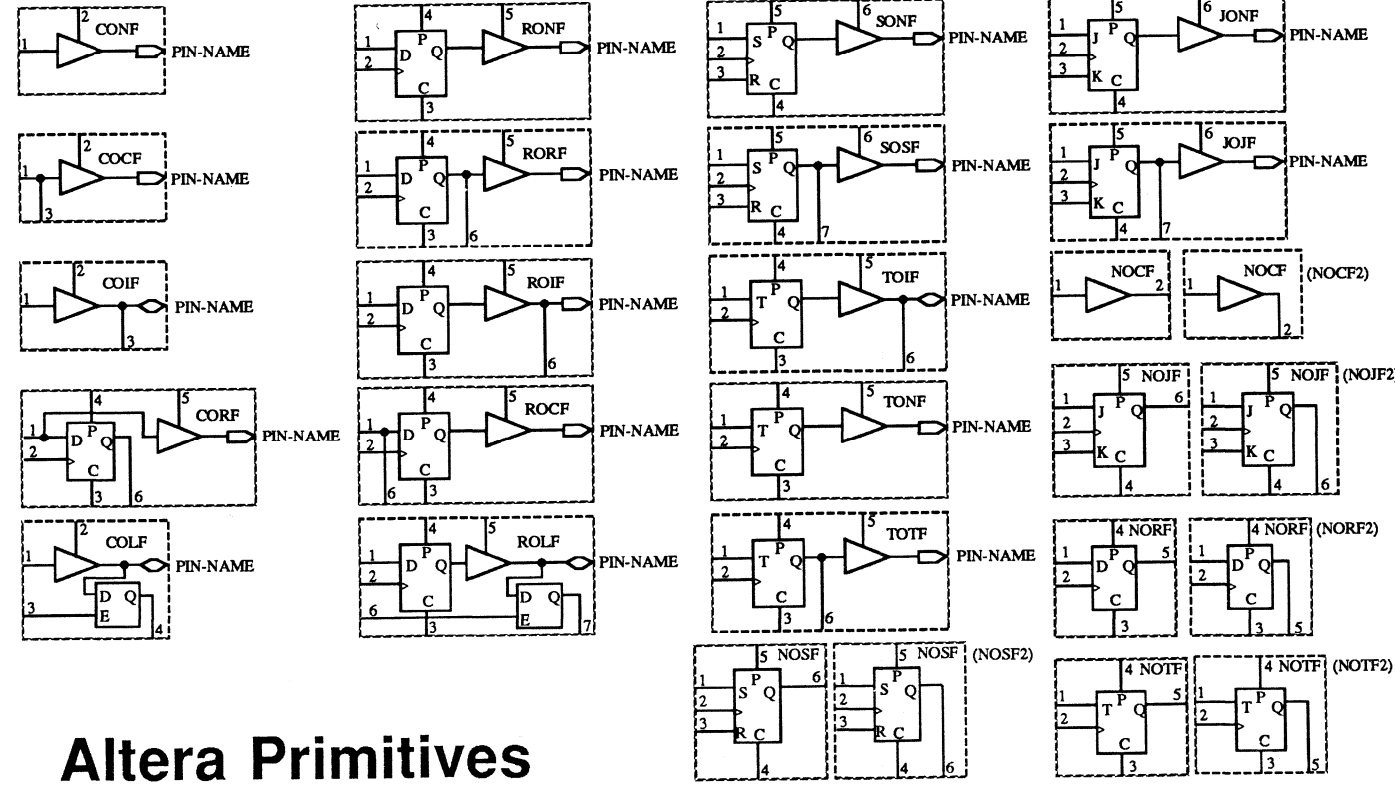 2 CONF
1 PIN-NAME
4 5 RONF
1 D P Q PIN-NAME
2
C
3
5 6 SONF
1 S P Q PIN-NAME
2
3 R C
4
5 6 JONF
1 J P Q PIN-NAME
2
3 K C
4
2 COCF
1 PIN-NAME
3
4 5 RORF
1 D P Q PIN-NAME
2
C
3 6
5 6 SOSF
1 S P Q PIN-NAME
2
3 R C
4 7
5 6 JOJF
1 J P Q PIN-NAME
2
3 K C
4 7
2 COIF
1 PIN-NAME
3
4 5 ROIF
1 D P Q PIN-NAME
2
C
3 6
4 5 TOIF
1 T P Q PIN-NAME
2
C
3 6
NOCF
1 2
NOCF (NOCF2)
1
2
4 5 CORF
1 D P Q PIN-NAME
2
C
3 6
5 ROCF
1 D P Q PIN-NAME
2
C
6 3
TONF
1 T P Q PIN-NAME
2
C
3
5 NOJF
1 J P Q 6
2
3 K C
4
5 NOJF (NOJF2)
1 J P Q
2
3 K C
4 6
2 COLF
1 PIN-NAME
D Q
3 E
4
4 5 ROLF
1 D P Q PIN-NAME
2
C D Q
6 E
3 7
4 5 TOTF
1 T P Q PIN-NAME
2
C
3 6
4 NORF
1 D P Q 5
2
C
3
4 NORF (NORF2)
1 D P Q
2
C
3 5
5 NOSF
1 S P Q 6
2
3 R C
4
5 NOSF (NOSF2)
1 S P Q
2
3 R C
4 6
4 NOTF
1 T P Q 5
2
C
3
4 NOTF (NOTF2)
1 T P Q
2
C
3 5
Altera Primitives